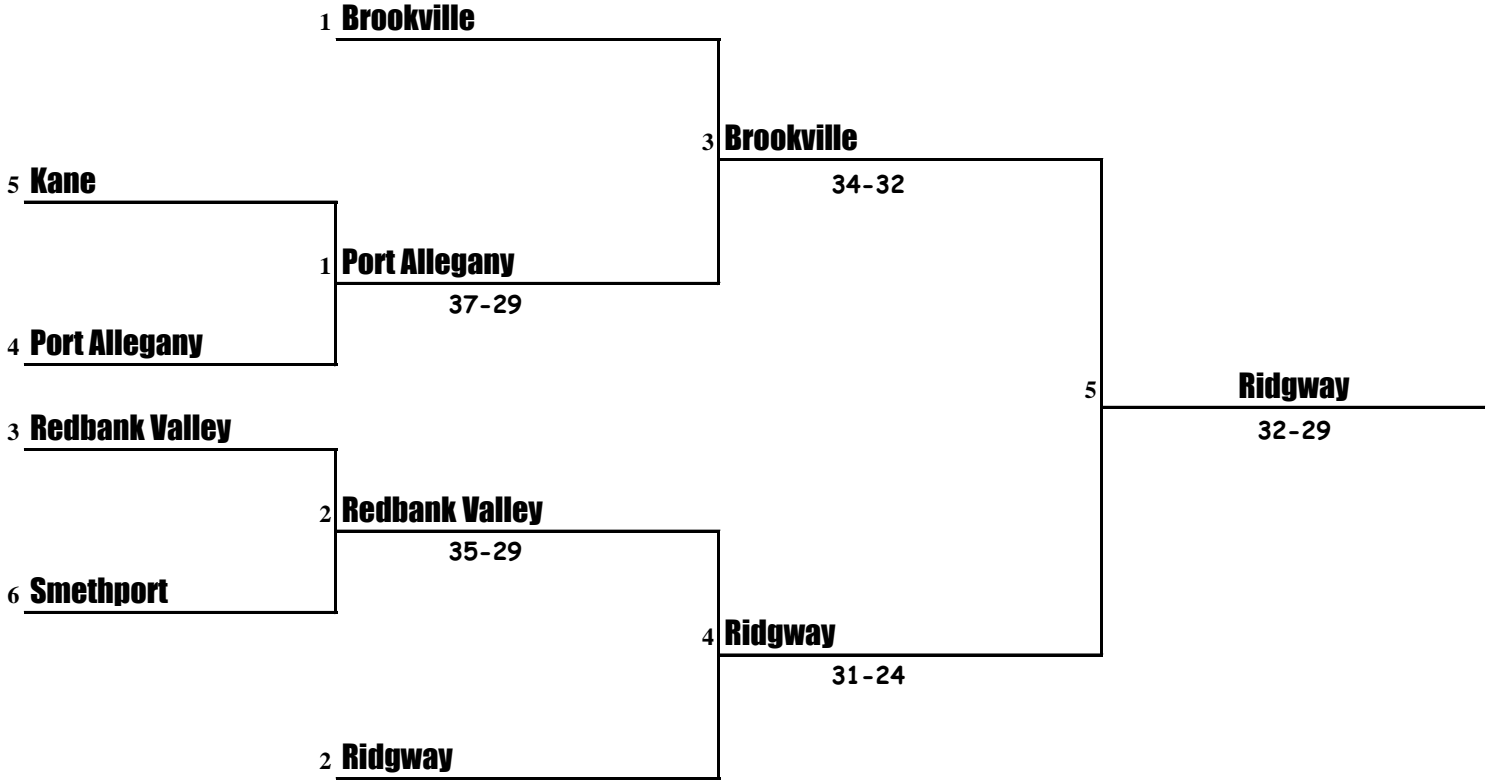 1 Brookville
3 Brookville
34-32
5 Kane
1 Port Allegany
37-29
4 Port Allegany
5 Ridgway
32-29
3 Redbank Valley
2 Redbank Valley
35-29
6 Smethport
4 Ridgway
31-24
2 Ridgway